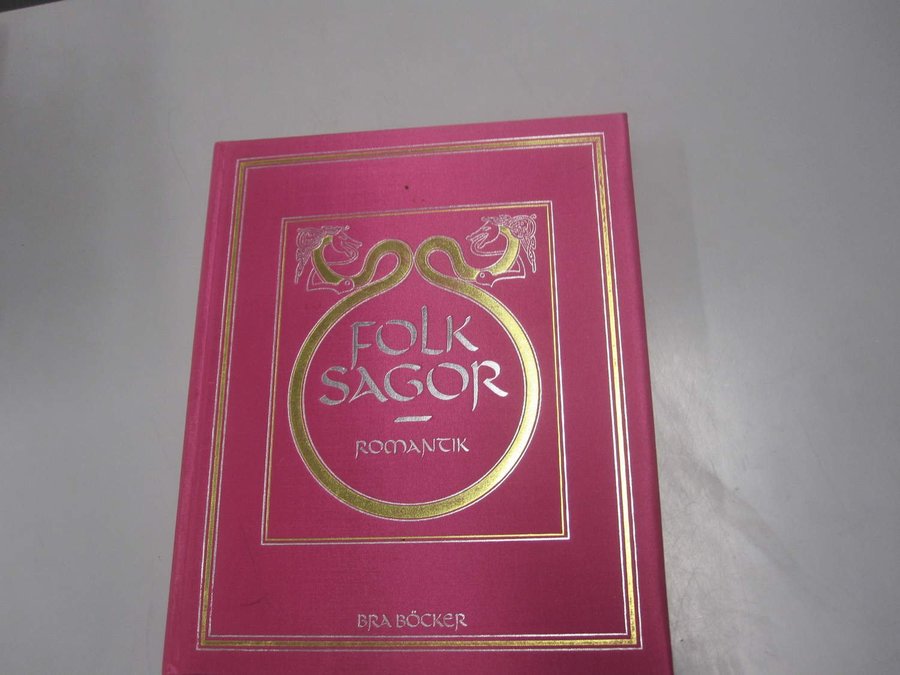 FOLK
SAGOR
ROMANTIK
BRA BÖCKER